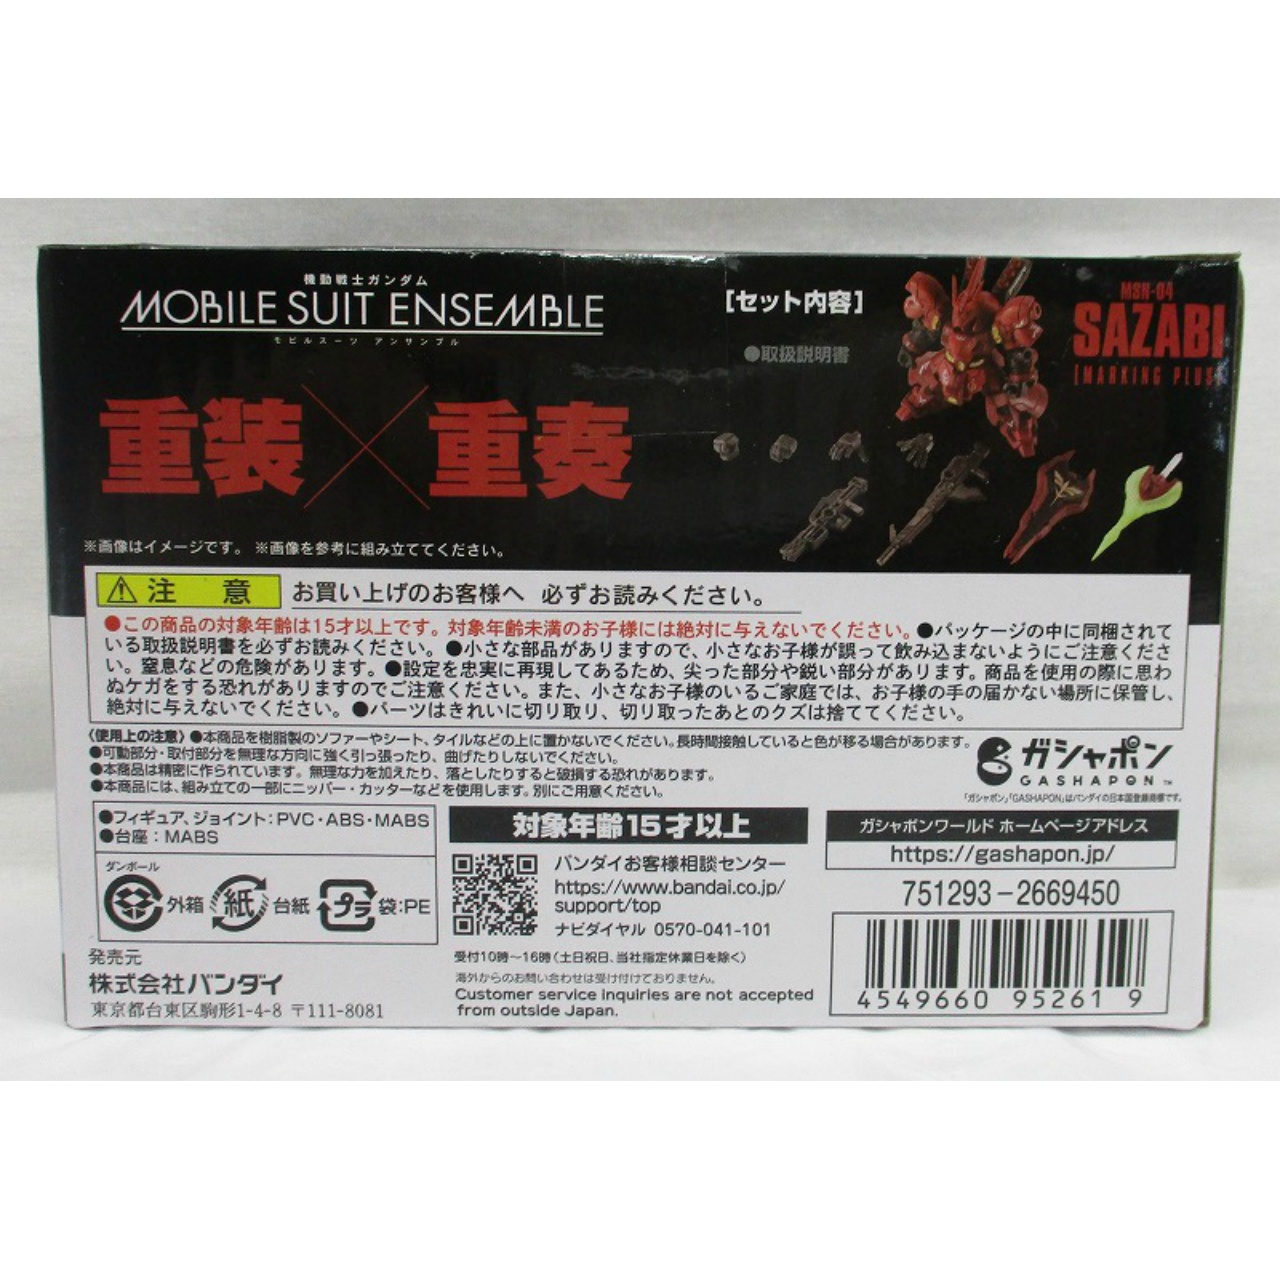 機動戦士ガンダム
MOBILE SUIT ENSEMBLE
モビルスーツ アンサンブル
重装×重奏
※画像はイメージです。 ※画像を参考に組み立ててください。
[セット内容]
●取扱説明書
MSN-04
SAZABI
[MARKING PLUS]
注 意
お買い上げのお客様へ 必ずお読みください。
●この商品の対象年齢は15才以上です。対象年齢未満のお子様には絶対に与えないでください。●パッケージの中に同梱されて
いる取扱説明書を必ずお読みください。●小さな部品がありますので、小さなお子様が誤って飲み込まないようにご注意くださ
い。窒息などの危険があります。●設定を忠実に再現してあるため、尖った部分や鋭い部分があります。商品を使用の際に思わ
ぬケガをする恐れがありますのでご注意ください。また、小さなお子様のいるご家庭では、お子様の手の届かない場所に保管し、
絶対に与えないでください。●パーツはきれいに切り取り、切り取ったあとのクズは捨ててください。
〈使用上の注意〉●本商品を樹脂製のソファーやシート、タイルなどの上に置かないでください。長時間接触していると色が移る場合があります。
●可動部分・取付部分を無理な方向に強く引っ張ったり、曲げたりしないでください。
●本商品は精密に作られています。無理な力を加えたり、落としたりすると破損する恐れがあります。
●本商品には、組み立ての一部にニッパー・カッターなどを使用します。別にご用意ください。
ガシャポン
GASHAPON™
「ガシャポン」「GASHAPON」はバンダイの日本国登録商標です。
●フィギュア、ジョイント：PVC・ABS・MABS
●台座：MABS
ダンボール
外箱 紙 台紙 プラ 袋：PE
発売元
株式会社バンダイ
東京都台東区駒形1-4-8 〒111-8081
対象年齢15才以上
バンダイお客様相談センター
https://www.bandai.co.jp/
support/top
ナビダイヤル 0570-041-101
受付10時～16時（土日祝日、当社指定休業日を除く）
海外からのお問い合わせは受け付けておりません。
Customer service inquiries are not accepted
from outside Japan.
ガシャポンワールド ホームページアドレス
https://gashapon.jp/
751293-2669450
4549660 95261 9